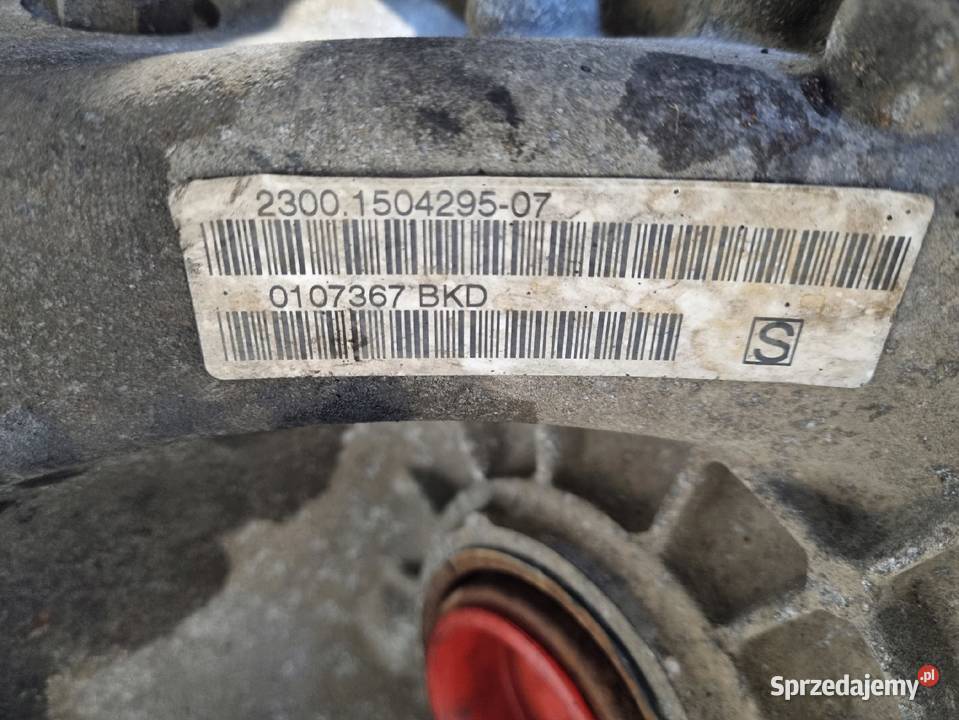 2300.1504295-07
0107367 BKD
S
Sprzedajemy.pl